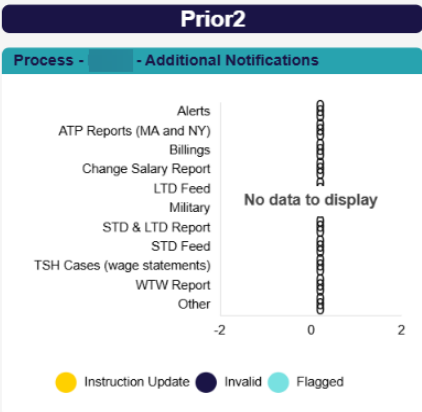 Prior2
Process - - Additional Notifications
Alerts
ATP Reports (MA and NY)
Billings
Change Salary Report
LTD Feed
No data to display
Military
STD & LTD Report
STD Feed
TSH Cases (wage statements)
WTW Report
Other
-2 0 2
Instruction Update Invalid Flagged